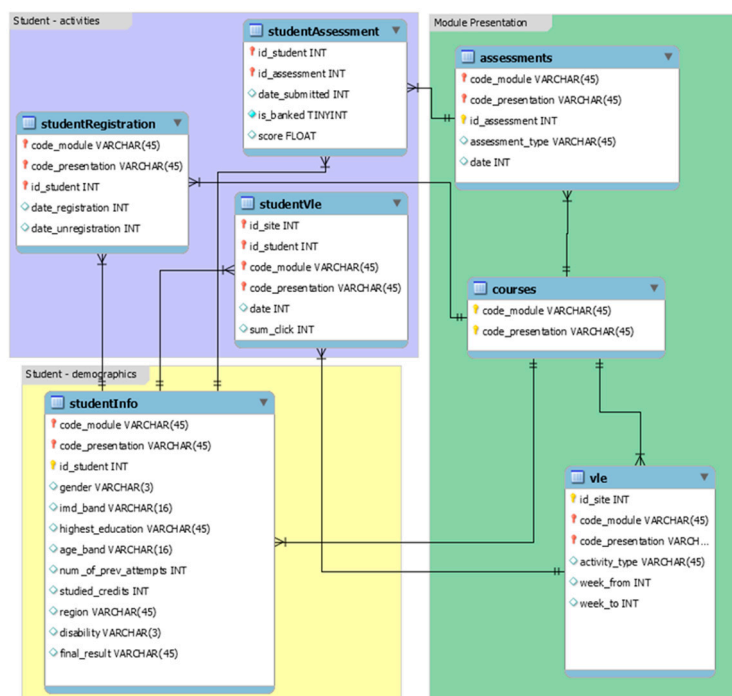 Student - activities
studentAssessment
id_student INT
id_assessment INT
date_submitted INT
is_banked TINYINT
score FLOAT
studentRegistration
code_module VARCHAR(45)
code_presentation VARCHAR(45)
id_student INT
date_registration INT
date_unregistration INT
studentVle
id_site INT
id_student INT
code_module VARCHAR(45)
code_presentation VARCHAR(45)
date INT
sum_click INT
Student - demographics
studentInfo
code_module VARCHAR(45)
code_presentation VARCHAR(45)
id_student INT
gender VARCHAR(3)
imd_band VARCHAR(16)
highest_education VARCHAR(45)
age_band VARCHAR(16)
num_of_prev_attempts INT
studied_credits INT
region VARCHAR(45)
disability VARCHAR(3)
final_result VARCHAR(45)
Module Presentation
assessments
code_module VARCHAR(45)
code_presentation VARCHAR(45)
id_assessment INT
assessment_type VARCHAR(45)
date INT
courses
code_module VARCHAR(45)
code_presentation VARCHAR(45)
vle
id_site INT
code_module VARCHAR(45)
code_presentation VARCH...
activity_type VARCHAR(45)
week_from INT
week_to INT